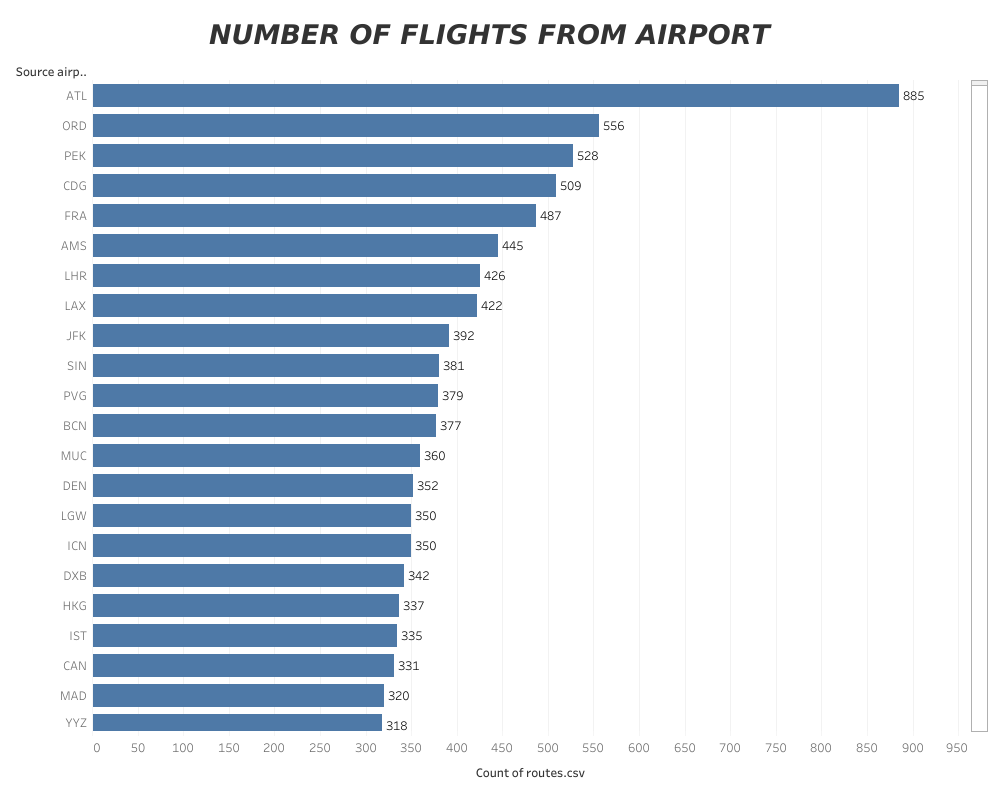 NUMBER OF FLIGHTS FROM AIRPORT
Source airp..
ATL 885
ORD 556
PEK 528
CDG 509
FRA 487
AMS 445
LHR 426
LAX 422
JFK 392
SIN 381
PVG 379
BCN 377
MUC 360
DEN 352
LGW 350
ICN 350
DXB 342
HKG 337
IST 335
CAN 331
MAD 320
YYZ 318
0 50 100 150 200 250 300 350 400 450 500 550 600 650 700 750 800 850 900 950
Count of routes.csv